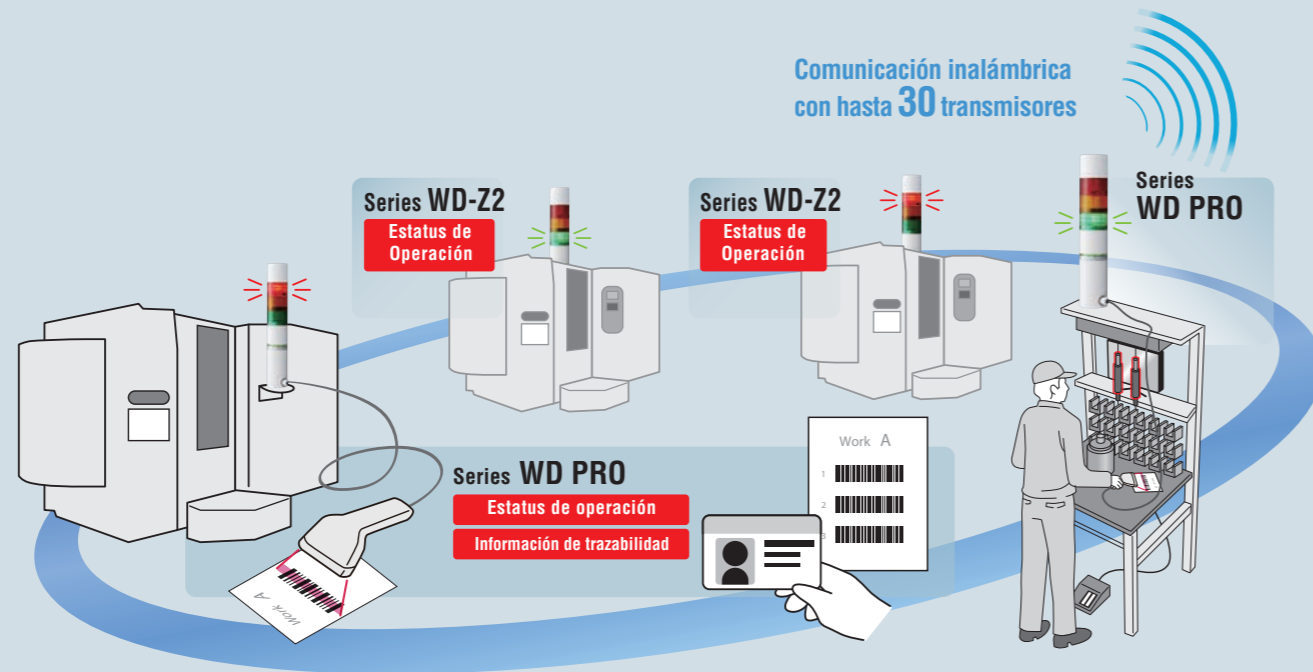 Comunicación inalámbrica
con hasta 30 transmisores
Series WD-Z2
Estatus de
Operación
Series WD-Z2
Estatus de
Operación
Series
WD PRO
Series WD PRO
Estatus de operación
Información de trazabilidad
Work A
1
2
3
Work A